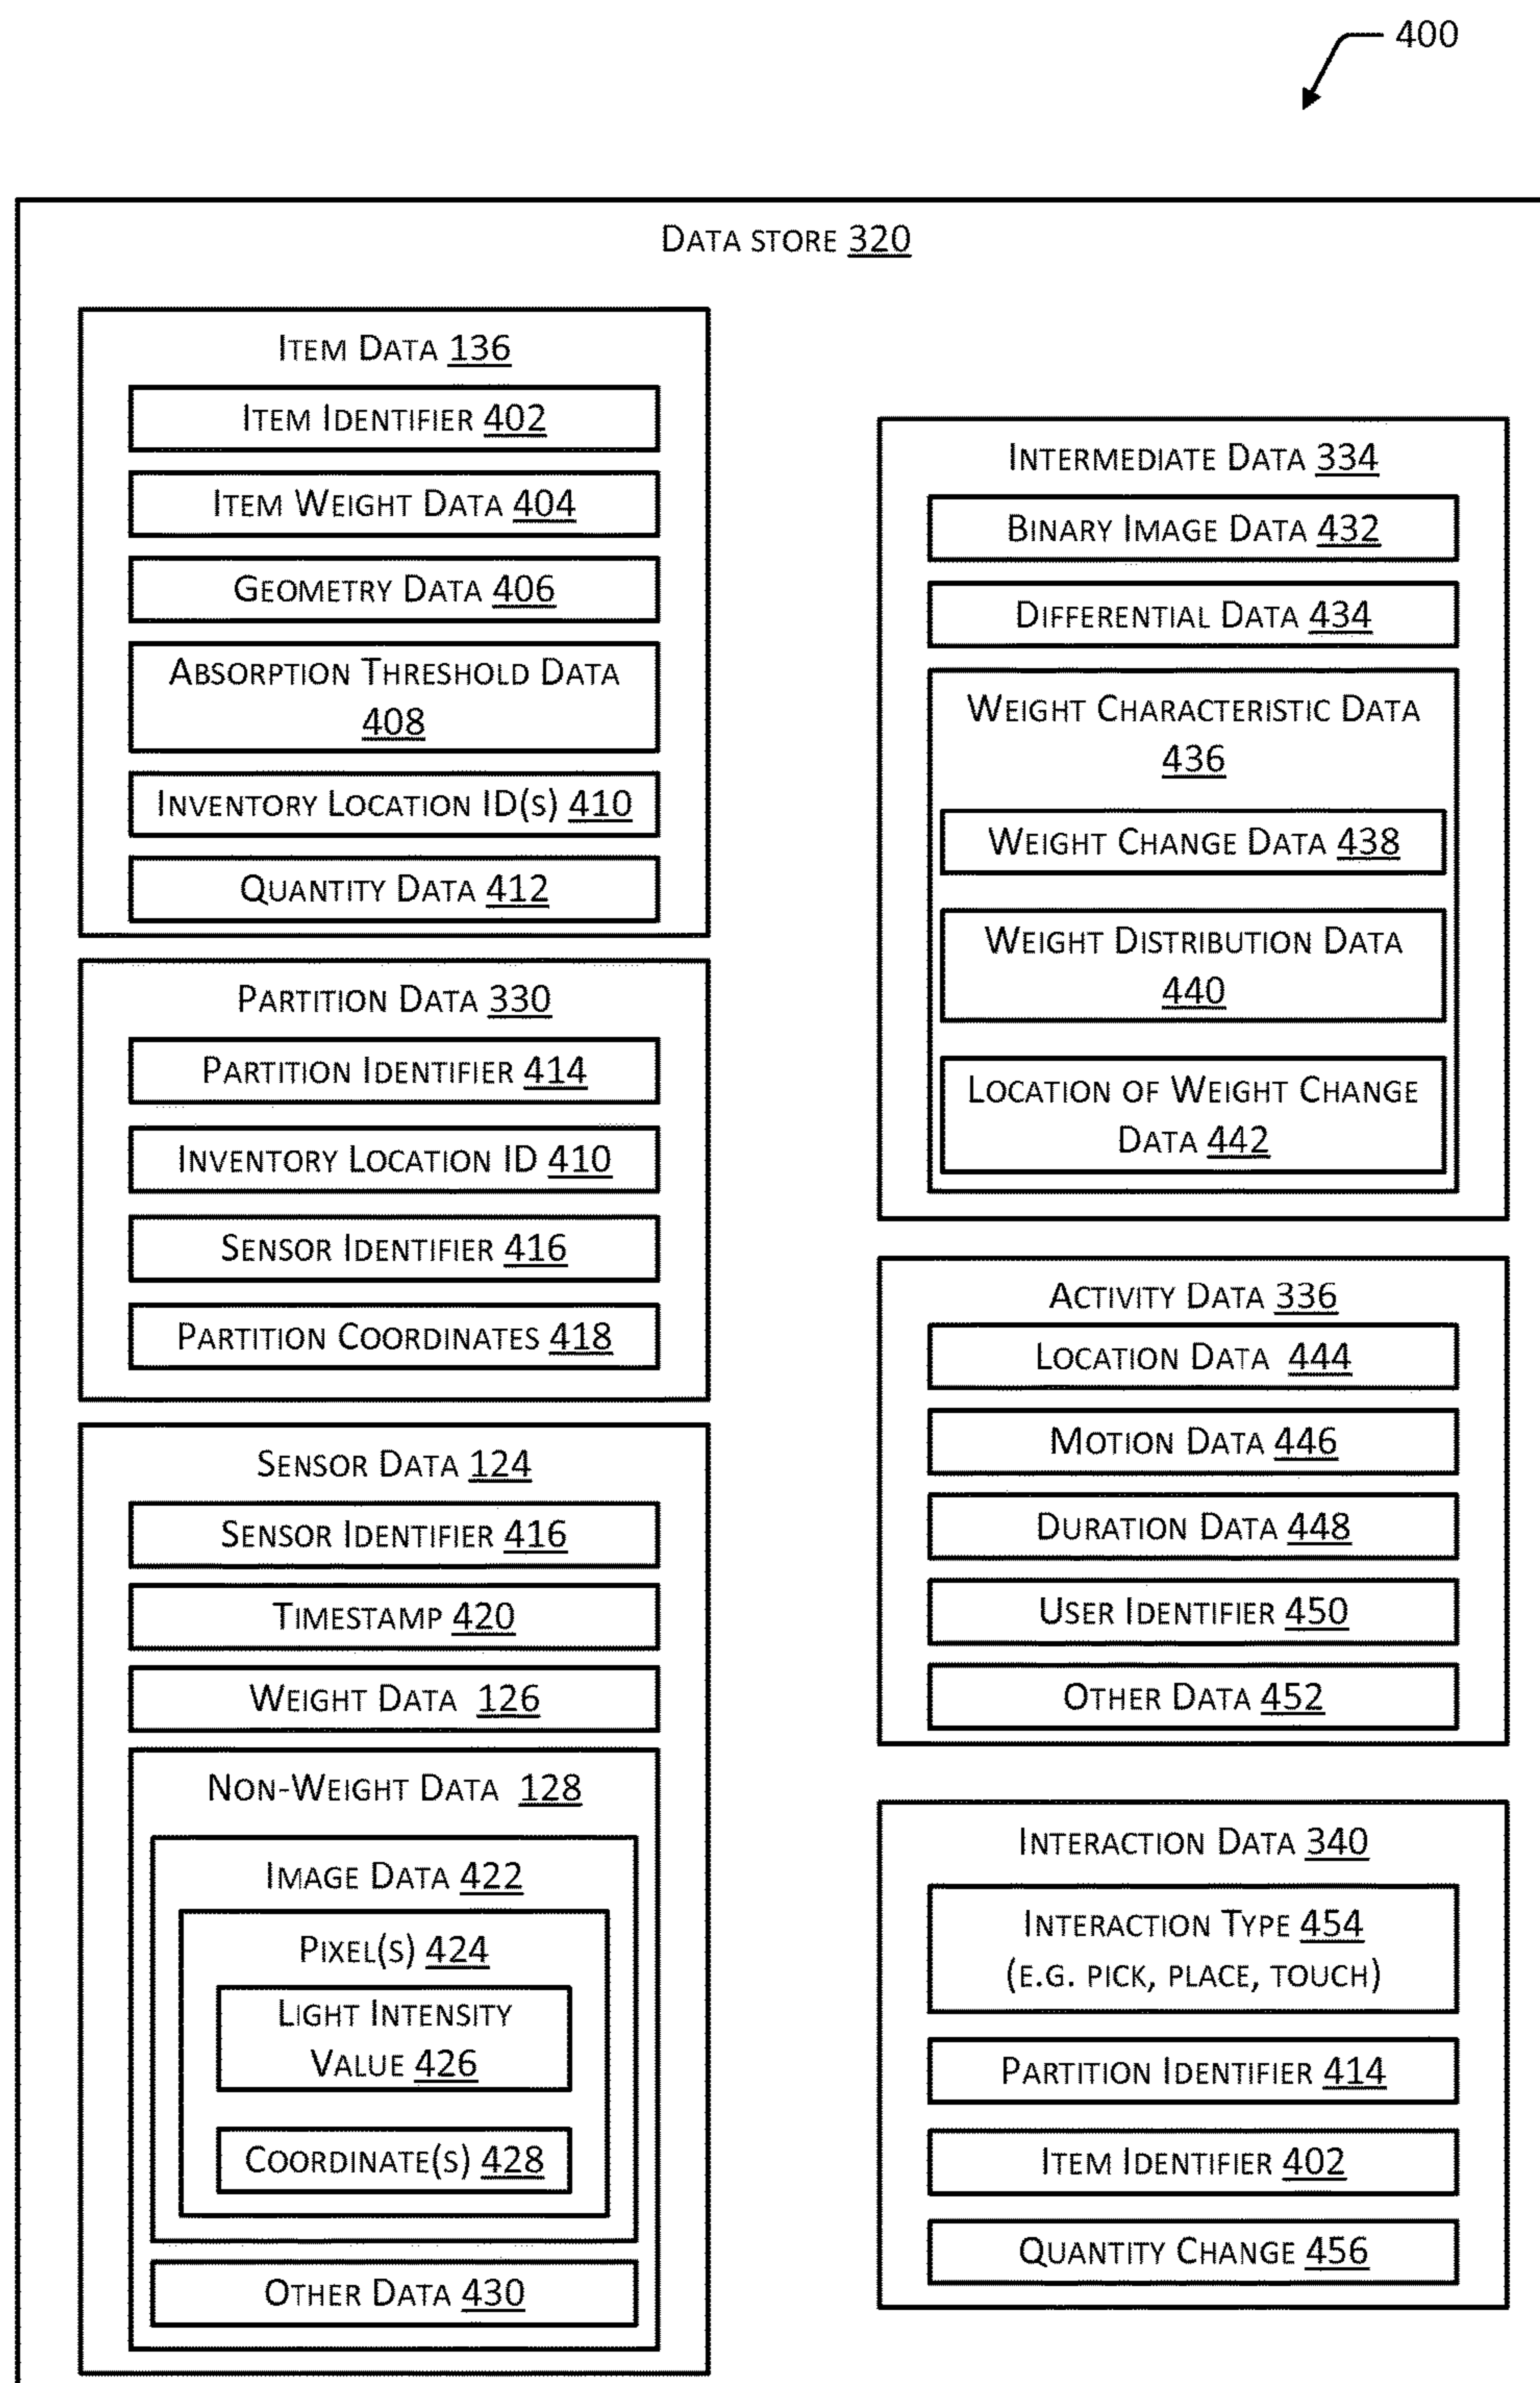 400
DATA STORE 320
ITEM DATA 136
ITEM IDENTIFIER 402
ITEM WEIGHT DATA 404
GEOMETRY DATA 406
ABSORPTION THRESHOLD DATA
408
INVENTORY LOCATION ID(S) 410
QUANTITY DATA 412
PARTITION DATA 330
PARTITION IDENTIFIER 414
INVENTORY LOCATION ID 410
SENSOR IDENTIFIER 416
PARTITION COORDINATES 418
SENSOR DATA 124
SENSOR IDENTIFIER 416
TIMESTAMP 420
WEIGHT DATA 126
NON-WEIGHT DATA 128
IMAGE DATA 422
PIXEL(S) 424
LIGHT INTENSITY
VALUE 426
COORDINATE(S) 428
OTHER DATA 430
INTERMEDIATE DATA 334
BINARY IMAGE DATA 432
DIFFERENTIAL DATA 434
WEIGHT CHARACTERISTIC DATA
436
WEIGHT CHANGE DATA 438
WEIGHT DISTRIBUTION DATA
440
LOCATION OF WEIGHT CHANGE
DATA 442
ACTIVITY DATA 336
LOCATION DATA 444
MOTION DATA 446
DURATION DATA 448
USER IDENTIFIER 450
OTHER DATA 452
INTERACTION DATA 340
INTERACTION TYPE 454
(E.G. PICK, PLACE, TOUCH)
PARTITION IDENTIFIER 414
ITEM IDENTIFIER 402
QUANTITY CHANGE 456